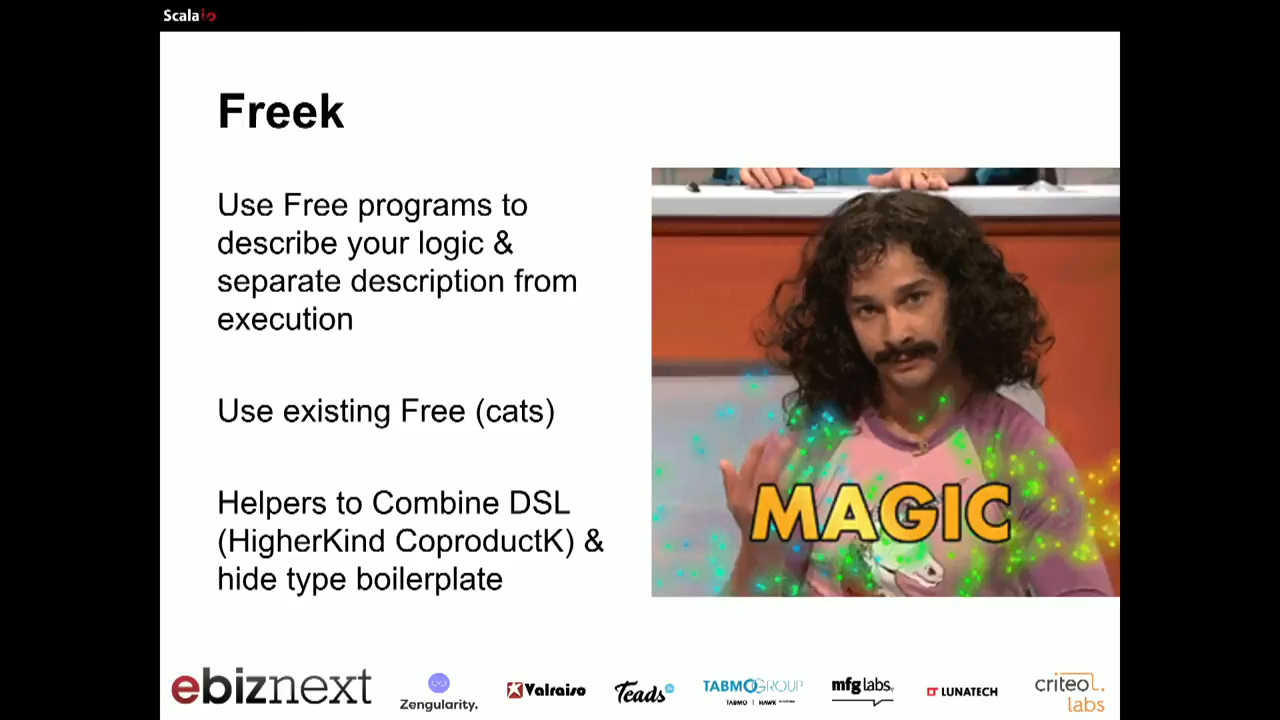 Scala io
Freek
Use Free programs to
describe your logic &
separate description from
execution
Use existing Free (cats)
Helpers to Combine DSL
(HigherKind CoproductK) &
hide type boilerplate
MAGIC
ebiznext
Zengularity.
Valraiso
Teads
TABMO GROUP
TABMO | HAWK
mfg labs.
LUNATECH
criteo.
labs